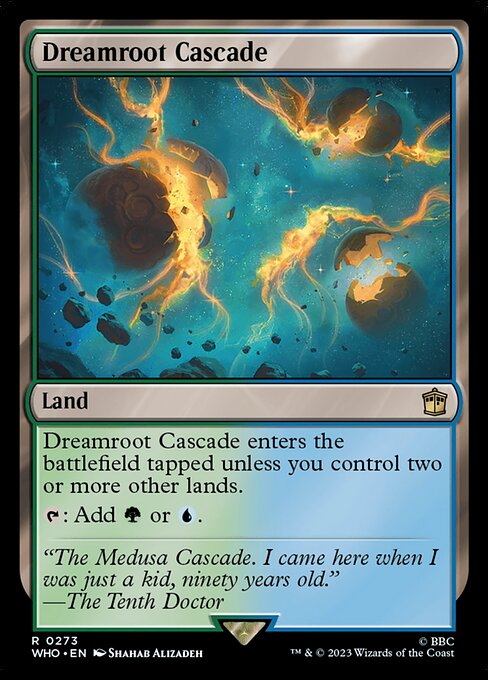 Dreamroot Cascade
Land
Dreamroot Cascade enters the
battlefield tapped unless you control two
or more other lands.
: Add or .
“The Medusa Cascade. I came here when I
was just a kid, ninety years old.”
—The Tenth Doctor
R 0273
WHO • EN Shahab Alizadeh
© BBC
™ & © 2023 Wizards of the Coast